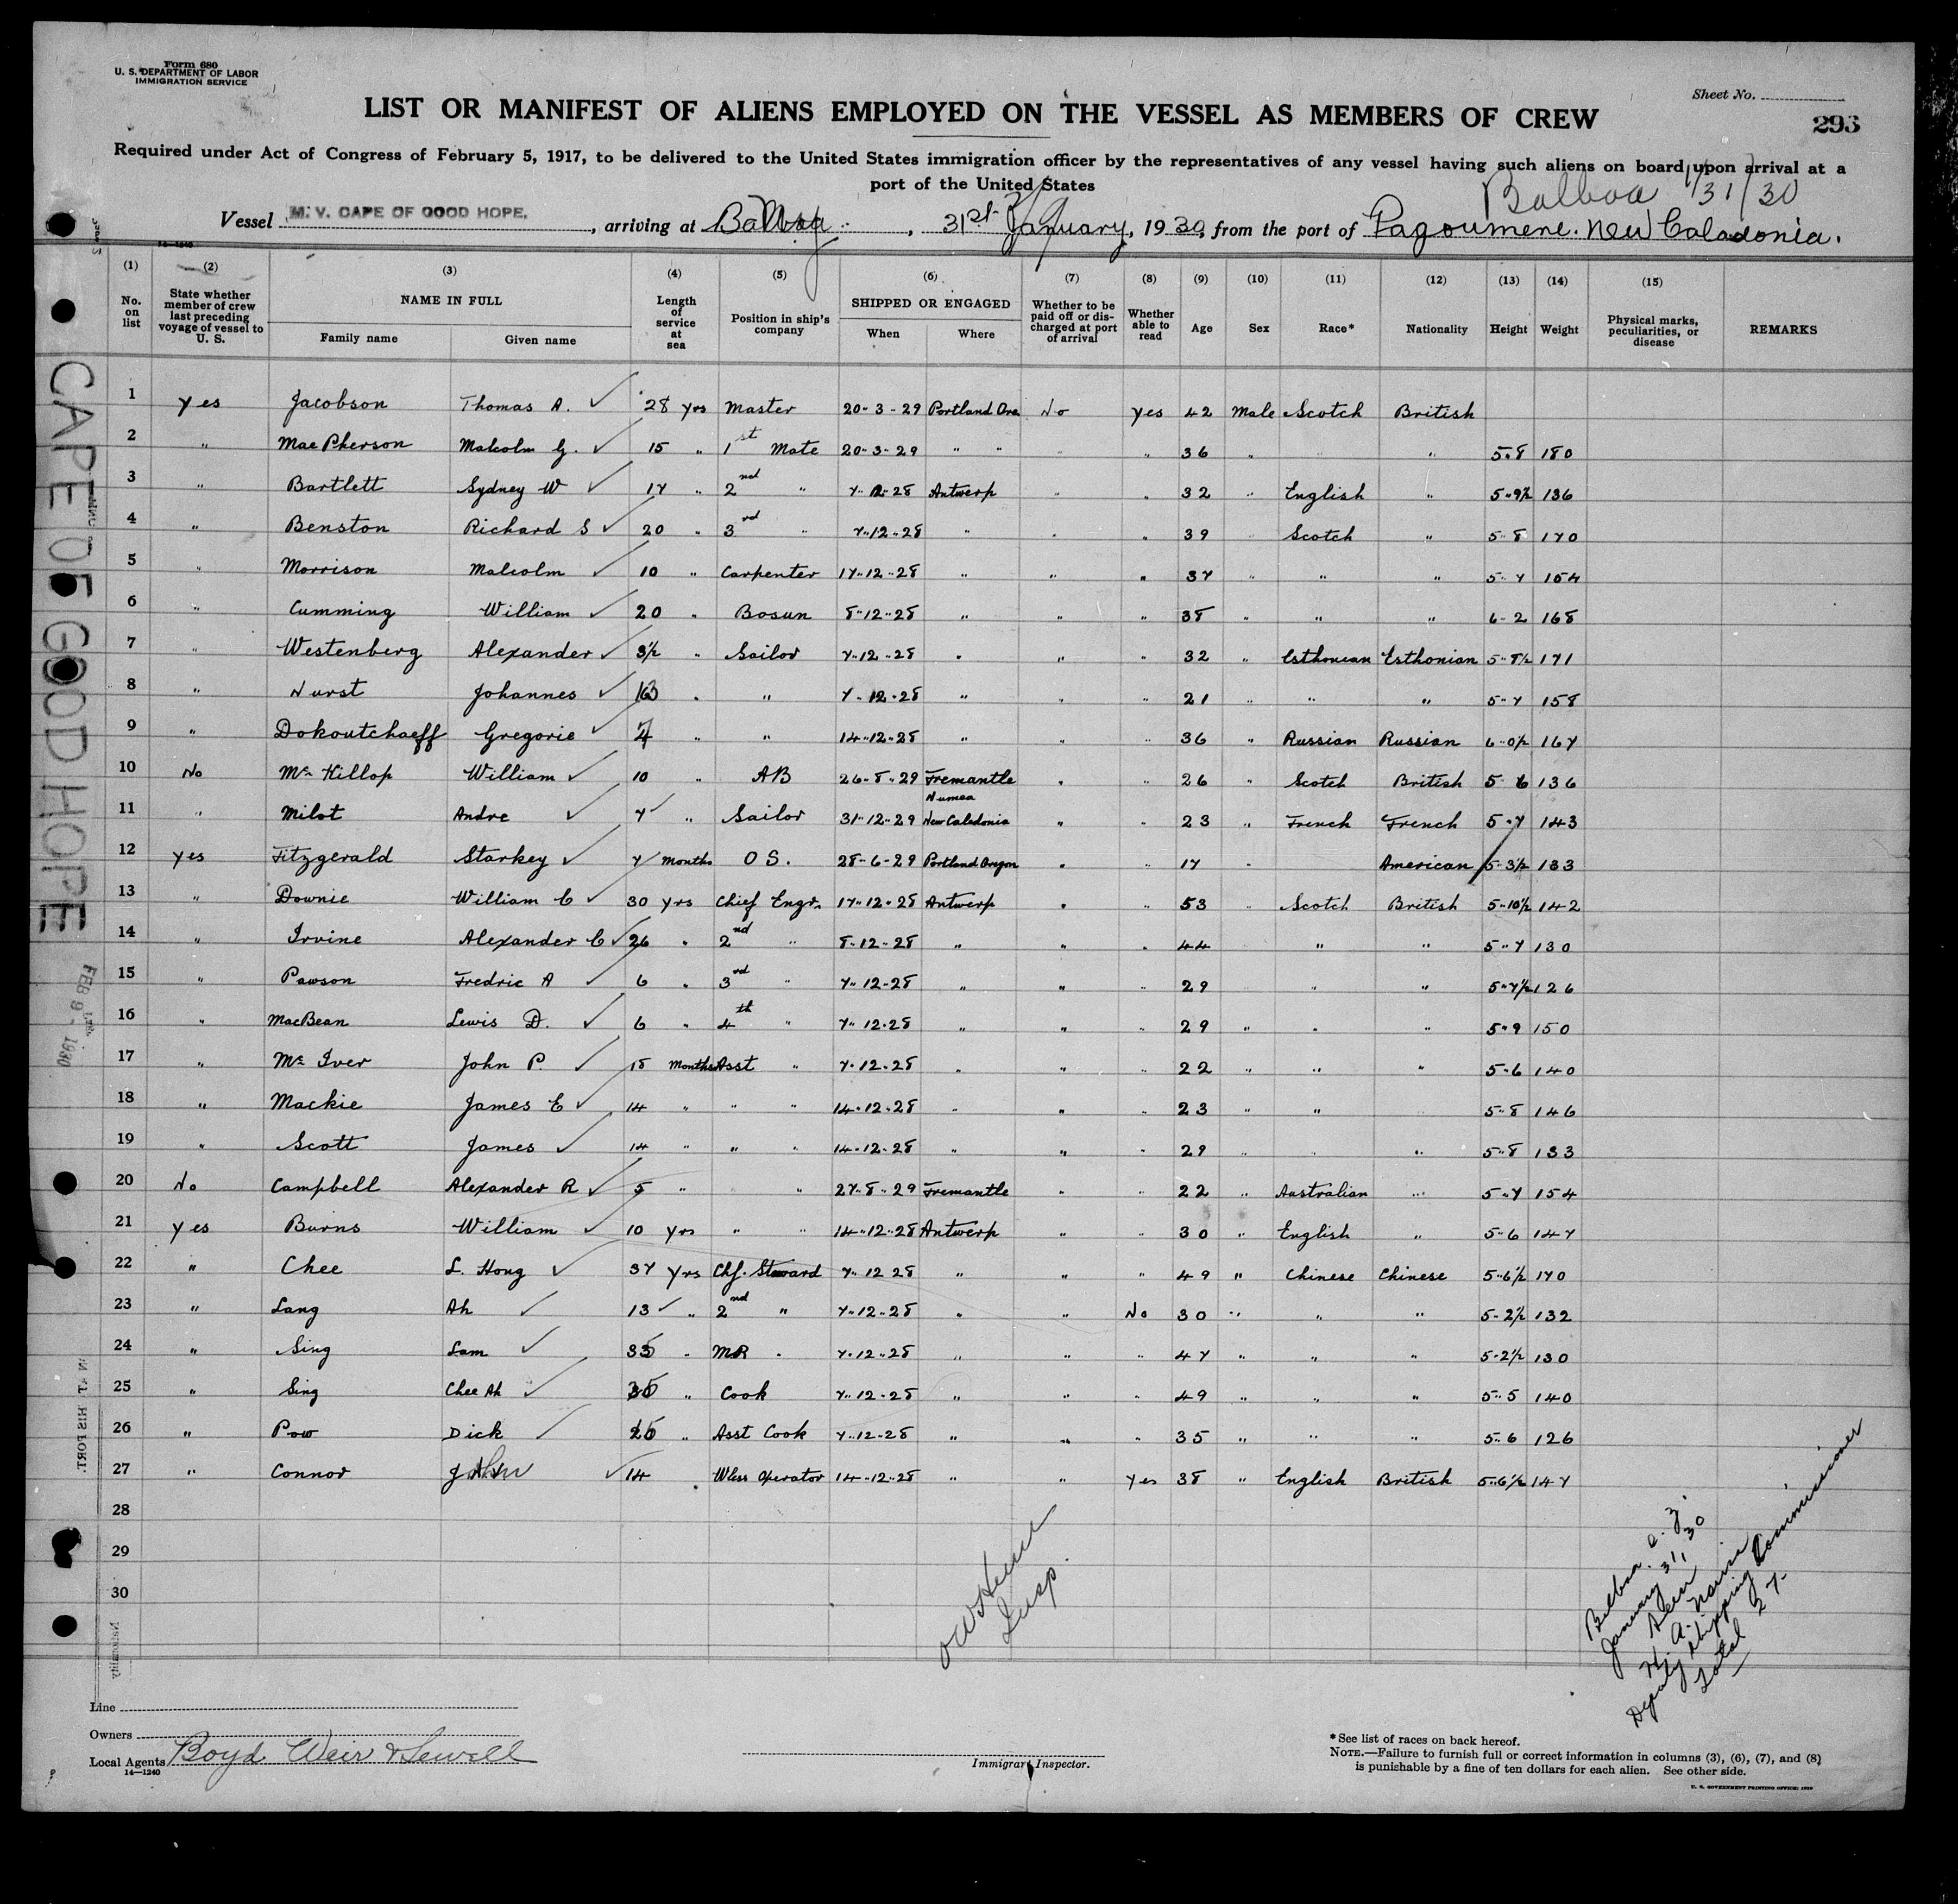 Form 680
U. S. DEPARTMENT OF LABOR
IMMIGRATION SERVICE
Sheet No.
LIST OR MANIFEST OF ALIENS EMPLOYED ON THE VESSEL AS MEMBERS OF CREW
293
Required under Act of Congress of February 5, 1917, to be delivered to the United States immigration officer by the representatives of any vessel having such aliens on board upon arrival at a
port of the United States
Balboa 1/31/30
Vessel M. V. CAPE OF GOOD HOPE. , arriving at Balboa , 31st January, 1930, from the port of Pagoumene. New Caladonia.
(1) (2) (3) (4) (5) (6) (7) (8) (9) (10) (11) (12) (13) (14) (15)
No. on list State whether member of crew last preceding voyage of vessel to U. S. NAME IN FULL Family name Given name Length of service at sea Position in ship's company SHIPPED OR ENGAGED When Where Whether to be paid off or discharged at port of arrival Whether able to read Age Sex Race* Nationality Height Weight Physical marks, peculiarities, or disease REMARKS
1 yes Jacobson Thomas A. ✓ 28 yrs Master 20-3-29 Portland Ore No yes 42 Male Scotch British
2 " MacPherson Malcolm G. ✓ 15 " 1st Mate 20-3-29 " " " " 36 " " " 5-8 180
3 " Bartlett Sydney W ✓ 17 " 2nd " 7-12-28 Antwerp " " 32 " English " 5-9½ 136
4 " Benston Richard S ✓ 20 " 3rd " 7-12-28 " " " 39 " Scotch " 5-8 170
5 " Morrison Malcolm ✓ 10 " Carpenter 17-12-28 " " " 37 " " " 5-7 154
6 " Cumming William ✓ 20 " Bosun 8-12-28 " " " 38 " " " 6-2 168
7 " Westenberg Alexander ✓ 3½ " Sailor 7-12-28 " " " 32 " Esthonian Esthonian 5-8½ 171
8 " Nurst Johannes ✓ " " 7-12-28 " " " 21 " " " 5-7 158
9 " Dokoutchaeff Gregorie ✓ " " 14-12-28 " " " 36 " Russian Russian 6-0½ 167
10 No Mc Killop William ✓ 10 " AB 26-8-29 Fremantle " " 26 " Scotch British 5-6 136
11 " Milot Andre ✓ 7 ✓ " Sailor 31-12-29 Numea New Caledonia " " 23 " French French 5-7 143
12 yes Fitzgerald Starkey ✓ 7 months O S. 28-6-29 Portland Oregon " " 17 " American 5-3½ 133
13 " Downie William C ✓ 30 yrs Chief Engr. 17-12-28 Antwerp " " 53 " Scotch British 5-10½ 142
14 " Irvine Alexander C ✓ 26 " 2nd " 8-12-28 " " " 44 " " 5-7 130
15 " Pawson Fredric A ✓ 6 " 3rd " 7-12-28 " " " 29 " " 5-7½ 126
16 " MacBean Lewis D. ✓ 6 " 4th " 7-12-28 " " " 29 " " " 5-9 150
17 " Mc Iver John P. ✓ 18 months Asst " 7-12-28 " " " 22 " " " 5-6 140
18 " Mackie James E ✓ 14 " " " 14-12-28 " " " 23 " " 5-8 146
19 " Scott James ✓ 14 " " " 14-12-28 " " " 29 " " " 5-8 133
20 No Campbell Alexander R ✓ 5 " " 27-8-29 Fremantle " " 22 " Australian " 5-7 154
21 yes Burns William ✓ 10 yrs " " 14-12-28 Antwerp " " 30 " English " 5-6 147
22 " Chee L. Hong ✓ 37 yrs Chf. Steward 7-12-28 " " " 49 " Chinese Chinese 5-6½ 170
23 " Lang Ah ✓ 13 ✓ " 2nd " 7-12-28 " " No 30 " " " 5-2½ 132
24 " Sing Lam ✓ " MR " 7-12-28 " " " 47 " " " 5-2½ 130
25 " Sing Chee Ah ✓ " Cook 7-12-28 " " " 49 " " " 5-5 140
26 " Pow Dick ✓ " Asst Cook 7-12-28 " " " 35 " " " 5-6 126
27 " Connor John ✓ 14 " Wless Operator 14-12-28 " " yes 38 " English British 5-6½ 147
28
29
30
CAPE OF GOOD HOPE
FEB 9 - 1930
Insp.
Balboa. C. Z.
January 31, 30
Seen
Deputy Shipping Commissioner
Total 27-
Line
Owners
Local Agents Boyd Weir & Sewell
14—1240
Immigrant Inspector.
*See list of races on back hereof.
NOTE.—Failure to furnish full or correct information in columns (3), (6), (7), and (8)
is punishable by a fine of ten dollars for each alien. See other side.